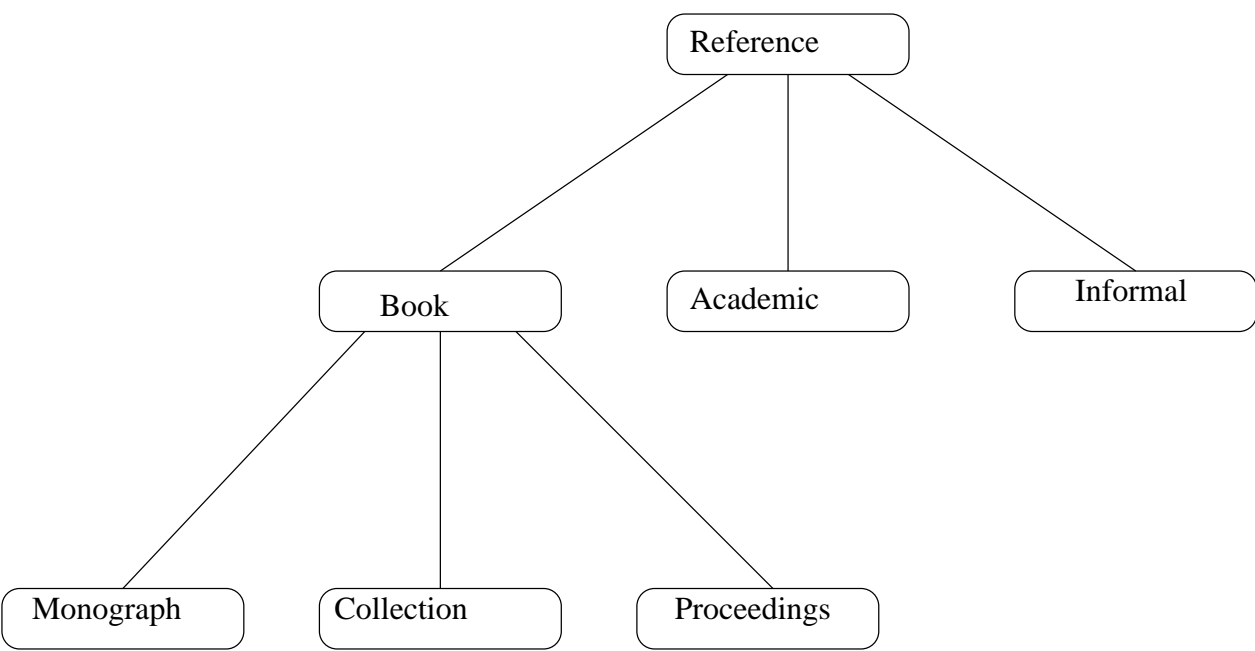 Reference
Book
Academic
Informal
Monograph
Collection
Proceedings